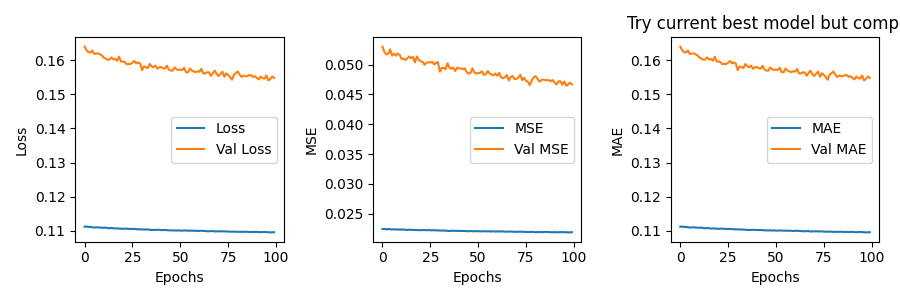 Try current best model but comp
0.16
0.15
0.14
0.13
0.12
0.11
Loss
Loss
Val Loss
0 25 50 75 100
Epochs
0.050
0.045
0.040
0.035
0.030
0.025
MSE
MSE
Val MSE
0 25 50 75 100
Epochs
0.16
0.15
0.14
0.13
0.12
0.11
MAE
MAE
Val MAE
0 25 50 75 100
Epochs